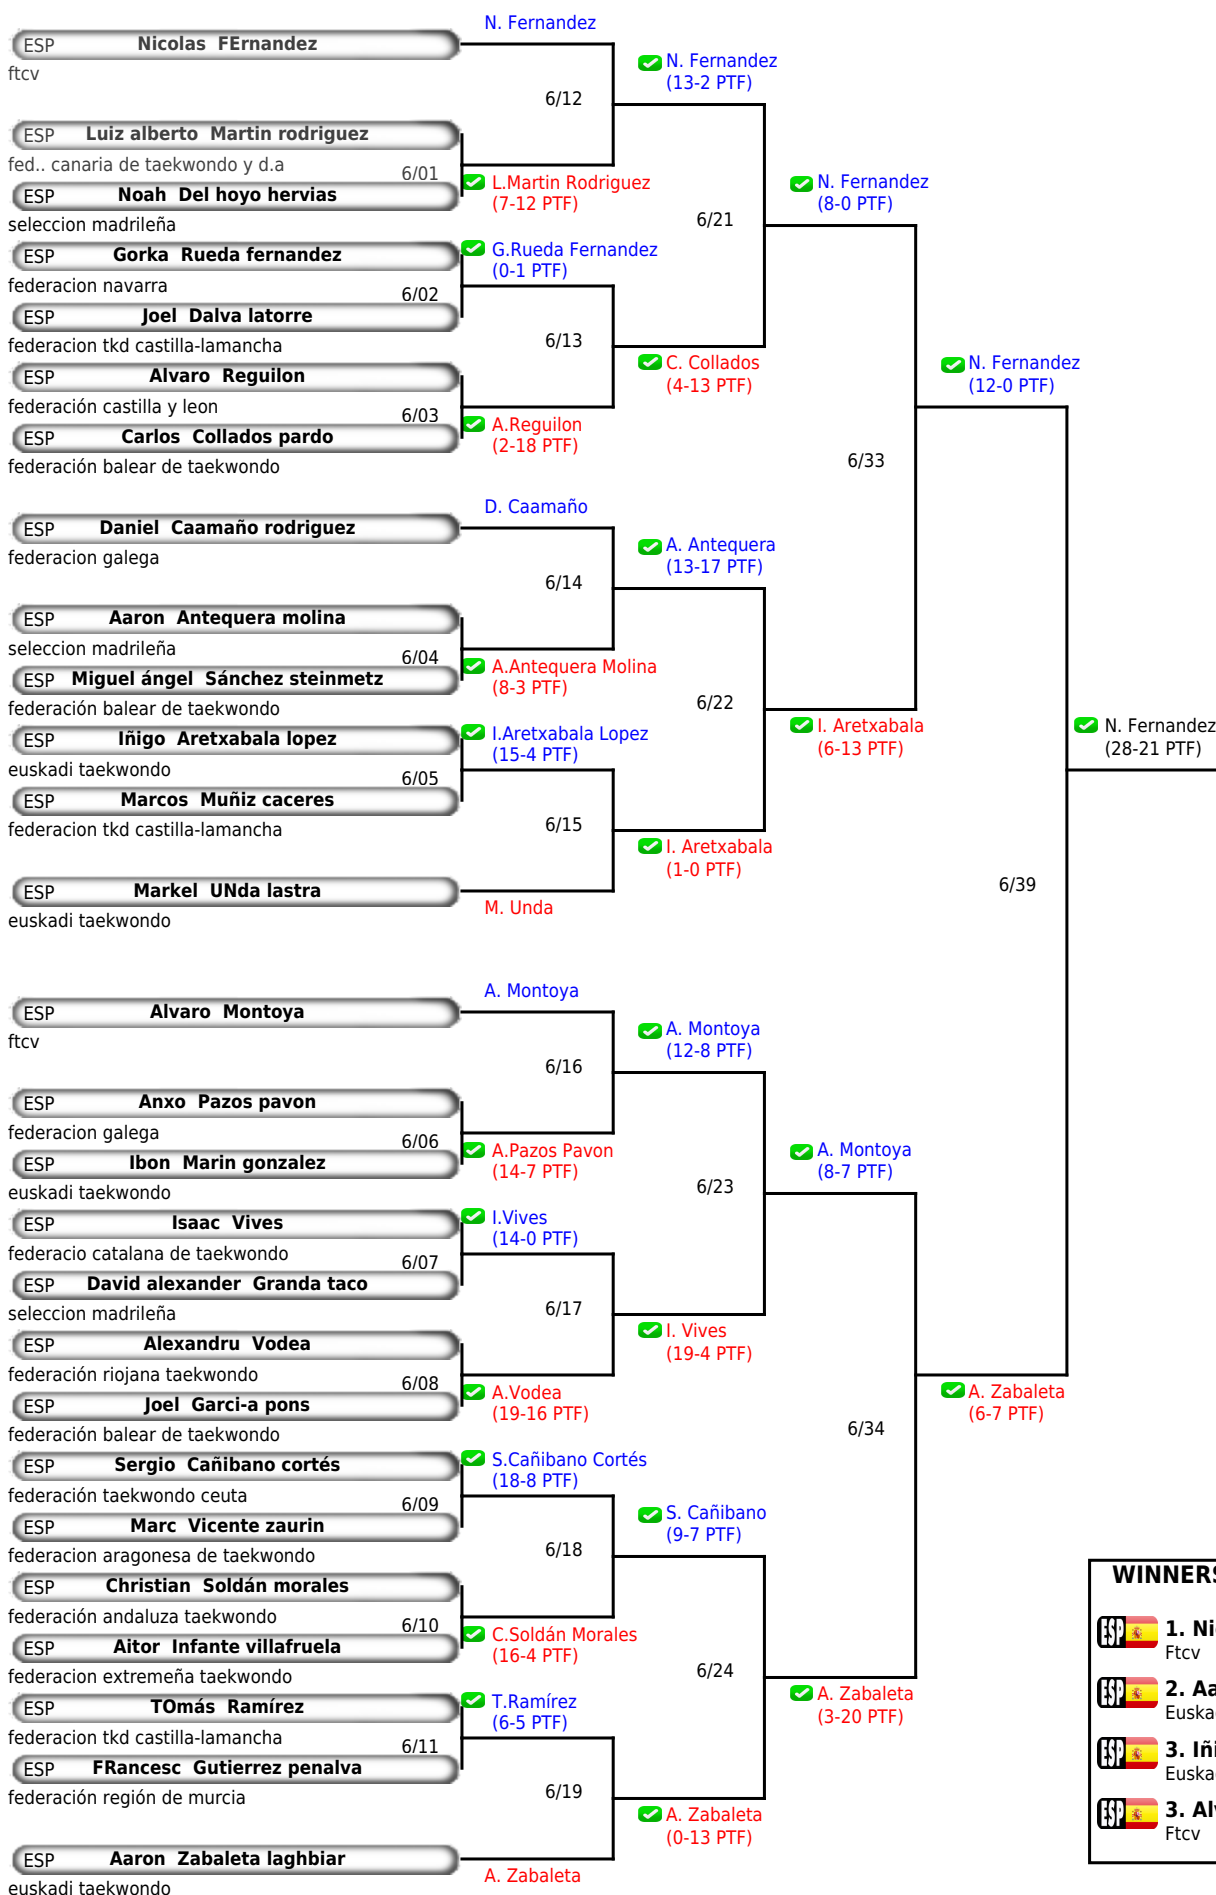 N. Fernandez
ESP Nicolas FErnandez
ftcv
N. Fernandez
(13-2 PTF)
6/12
ESP Luiz alberto Martin rodriguez
fed.. canaria de taekwondo y d.a
6/01
ESP Noah Del hoyo hervias
seleccion madrileña
L.Martin Rodriguez
(7-12 PTF)
N. Fernandez
(8-0 PTF)
6/21
ESP Gorka Rueda fernandez
federacion navarra
G.Rueda Fernandez
(0-1 PTF)
6/02
ESP Joel Dalva latorre
federacion tkd castilla-lamancha
6/13
C. Collados
(4-13 PTF)
N. Fernandez
(12-0 PTF)
ESP Alvaro Reguilon
federación castilla y leon
6/03
ESP Carlos Collados pardo
federación balear de taekwondo
A.Reguilon
(2-18 PTF)
6/33
D. Caamaño
ESP Daniel Caamaño rodriguez
federacion galega
A. Antequera
(13-17 PTF)
6/14
ESP Aaron Antequera molina
seleccion madrileña
6/04
ESP Miguel ángel Sánchez steinmetz
federación balear de taekwondo
A.Antequera Molina
(8-3 PTF)
6/22
I. Aretxabala
(6-13 PTF)
N. Fernandez
(28-21 PTF)
ESP Iñigo Aretxabala lopez
euskadi taekwondo
I.Aretxabala Lopez
(15-4 PTF)
6/05
ESP Marcos Muñiz caceres
federacion tkd castilla-lamancha
6/15
I. Aretxabala
(1-0 PTF)
ESP Markel UNda lastra
euskadi taekwondo
M. Unda
6/39
A. Montoya
ESP Alvaro Montoya
ftcv
A. Montoya
(12-8 PTF)
6/16
ESP Anxo Pazos pavon
federacion galega
6/06
ESP Ibon Marin gonzalez
euskadi taekwondo
A.Pazos Pavon
(14-7 PTF)
A. Montoya
(8-7 PTF)
6/23
ESP Isaac Vives
federacio catalana de taekwondo
I.Vives
(14-0 PTF)
6/07
ESP David alexander Granda taco
seleccion madrileña
6/17
I. Vives
(19-4 PTF)
ESP Alexandru Vodea
federación riojana taekwondo
6/08
ESP Joel Garci-a pons
federación balear de taekwondo
A.Vodea
(19-16 PTF)
A. Zabaleta
(6-7 PTF)
6/34
ESP Sergio Cañibano cortés
federación taekwondo ceuta
S.Cañibano Cortés
(18-8 PTF)
6/09
ESP Marc Vicente zaurin
federacion aragonesa de taekwondo
S. Cañibano
(9-7 PTF)
6/18
ESP Christian Soldán morales
federación andaluza taekwondo
6/10
ESP Aitor Infante villafruela
federacion extremeña taekwondo
C.Soldán Morales
(16-4 PTF)
6/24
A. Zabaleta
(3-20 PTF)
ESP TOmás Ramírez
federacion tkd castilla-lamancha
T.Ramírez
(6-5 PTF)
6/11
ESP FRancesc Gutierrez penalva
federación región de murcia
6/19
A. Zabaleta
(0-13 PTF)
ESP Aaron Zabaleta laghbiar
euskadi taekwondo
A. Zabaleta
WINNERS
ESP 1. Ni
Ftcv
ESP 2. Aa
Euska
ESP 3. Iñi
Euska
ESP 3. Al
Ftcv